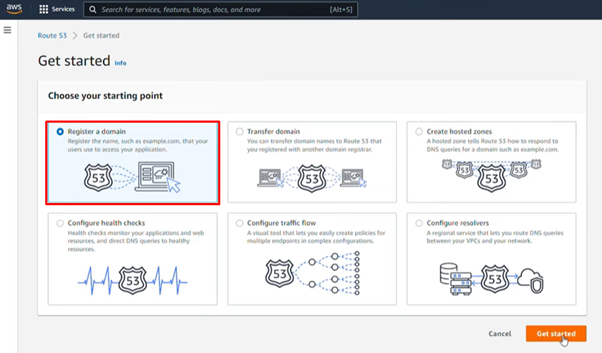 aws
Services
Search for services, features, blogs, docs, and more
[Alt+S]
Route 53 > Get started
Get started Info
Choose your starting point
Register a domain
Register the name, such as example.com, that your
users use to access your application.
53
Transfer domain
You can transfer domain names to Route 53 that
you registered with another domain registrar.
53
Create hosted zones
A hosted zone tells Route 53 how to respond to
DNS queries for a domain such as example.com.
53
53
53
Configure health checks
Health checks monitor your applications and web
resources, and direct DNS queries to healthy
resources.
53
Configure traffic flow
A visual tool that lets you easily create policies for
multiple endpoints in complex configurations.
53
Configure resolvers
A regional service that lets you route DNS queries
between your VPCs and your network.
53
Cancel
Get started